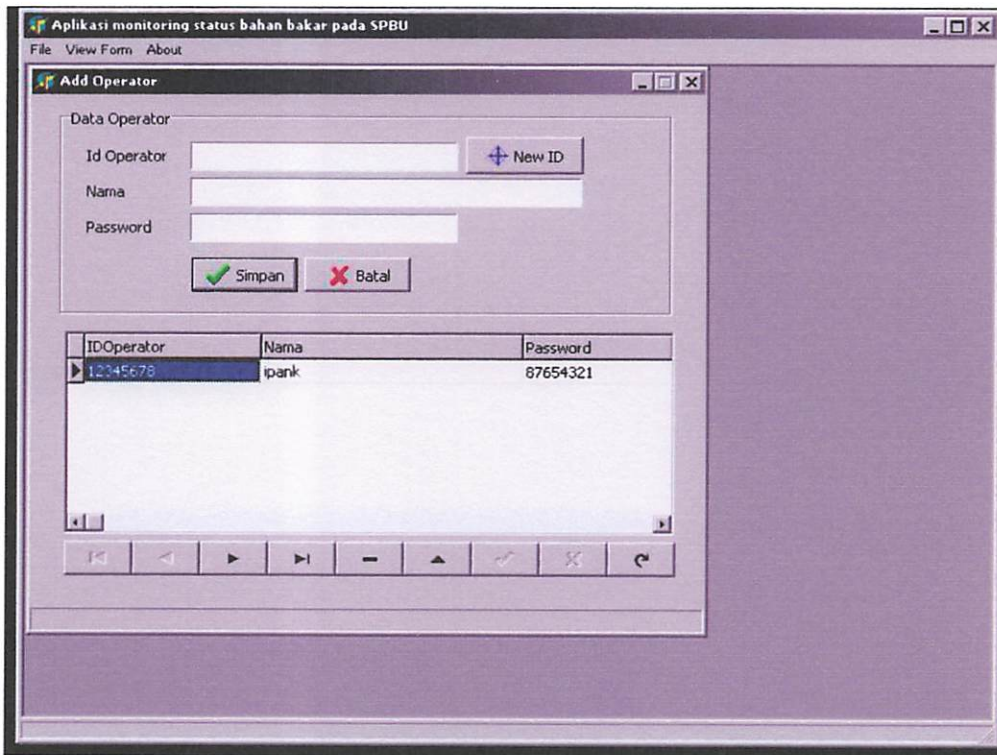 Aplikasi monitoring status bahan bakar pada SPBU
File View Form About
Add Operator
Data Operator
Id Operator
New ID
Nama
Password
Simpan Batal
IDOperator Nama Password
12345678 ipank 87654321